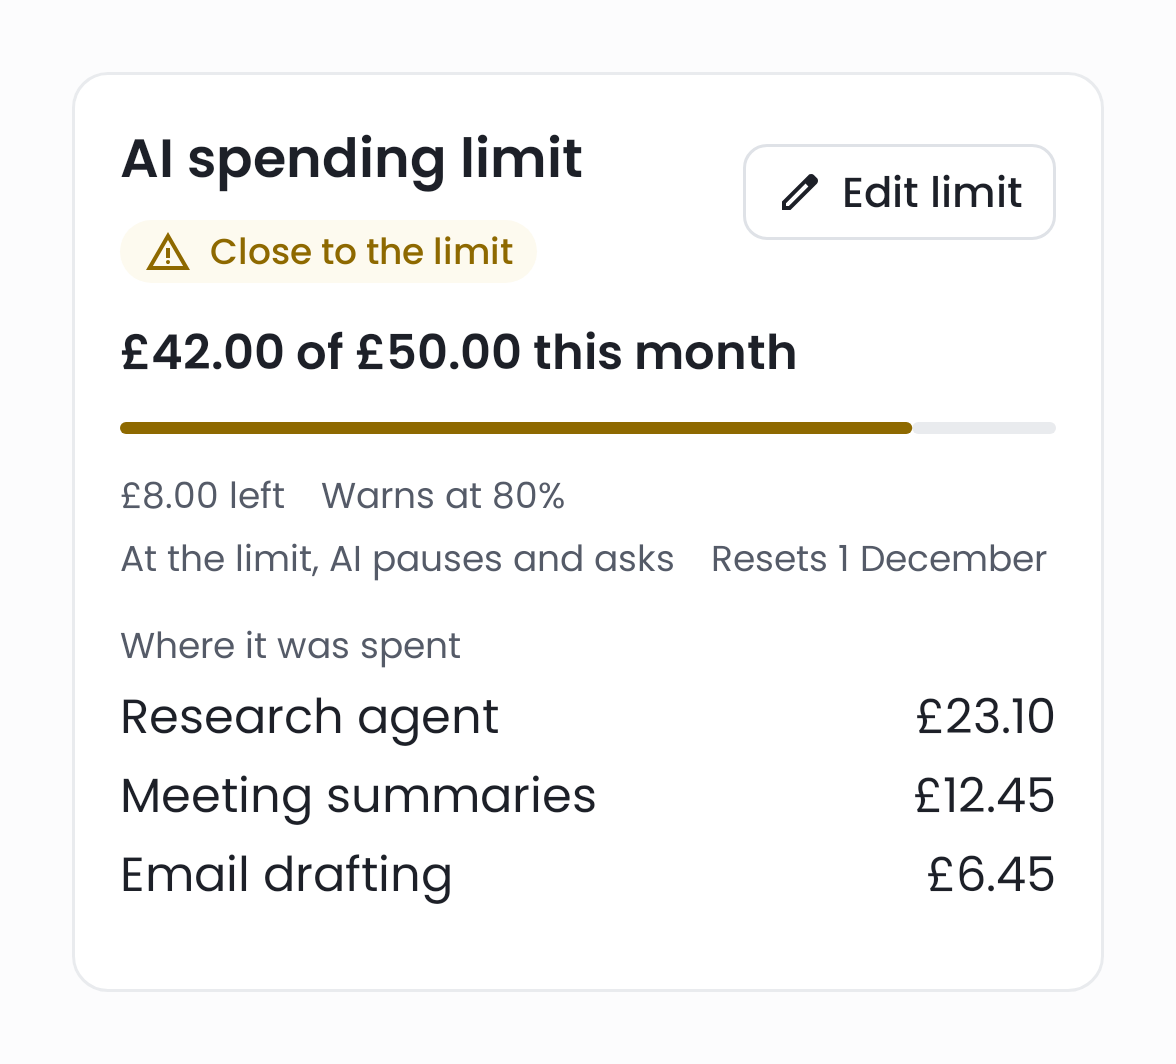 AI spending limit
Edit limit
Close to the limit
£42.00 of £50.00 this month
£8.00 left Warns at 80%
At the limit, AI pauses and asks Resets 1 December
Where it was spent
Research agent £23.10
Meeting summaries £12.45
Email drafting £6.45